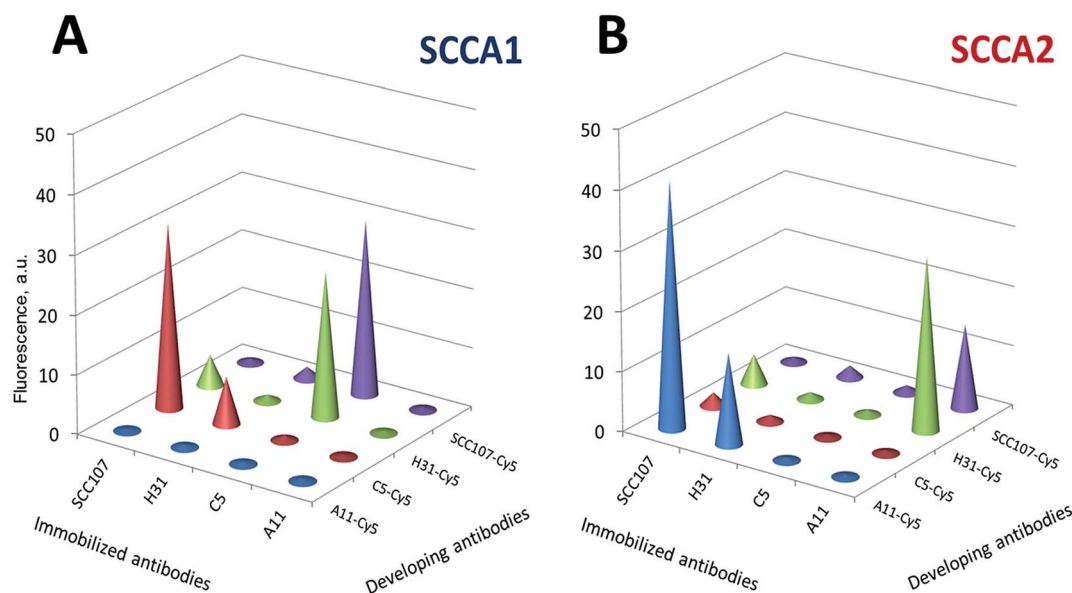 A
SCCA1
Fluorescence, a.u.
50
40
30
20
10
0
SCC107
H31
C5
A11
Immobilized antibodies
A11-Cy5
C5-Cy5
H31-Cy5
SCC107-Cy5
Developing antibodies
B
SCCA2
50
40
30
20
10
0
SCC107
H31
C5
A11
Immobilized antibodies
A11-Cy5
C5-Cy5
H31-Cy5
SCC107-Cy5
Developing antibodies